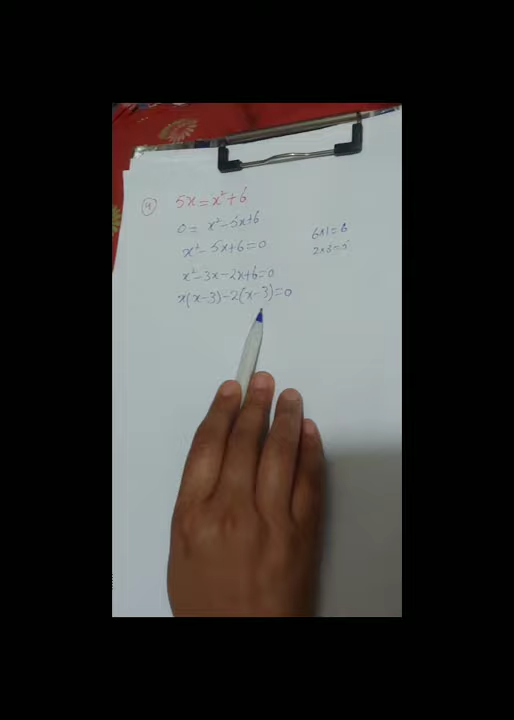 4
5x = x² + 6
0 = x² - 5x + 6
x² - 5x + 6 = 0
x² - 3x - 2x + 6 = 0
x(x - 3) - 2(x - 3) = 0
6x1 = 6
2x3 = 5